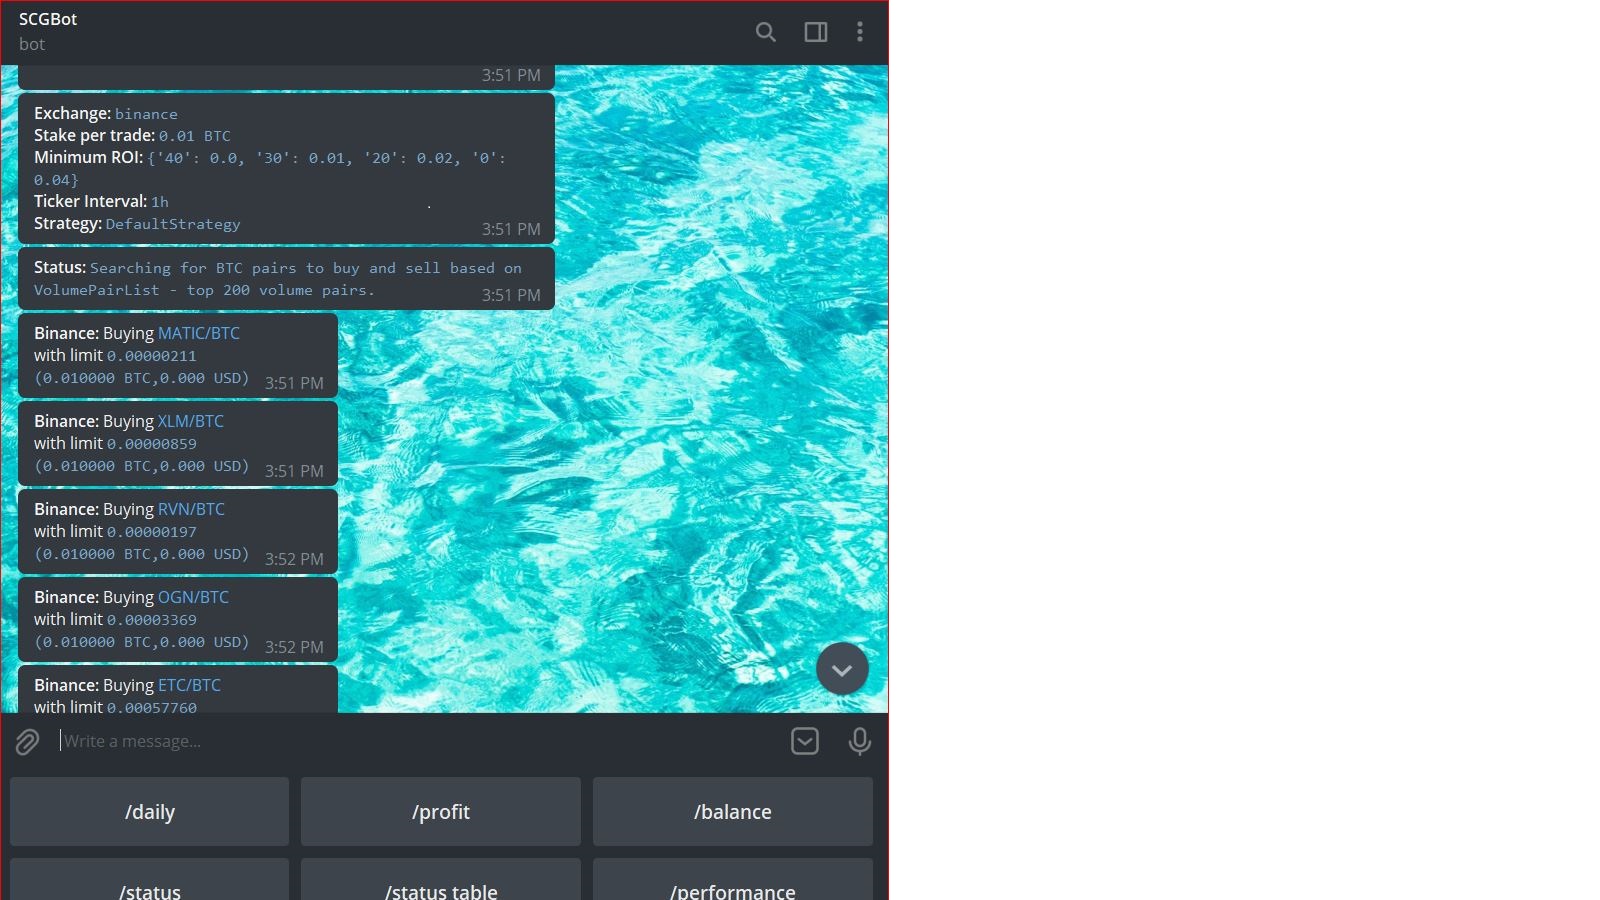 SCGBot
bot
3:51 PM
Exchange: binance
Stake per trade: 0.01 BTC
Minimum ROI: {'40': 0.0, '30': 0.01, '20': 0.02, '0':
0.04}
Ticker Interval: 1h
Strategy: DefaultStrategy
3:51 PM
Status: Searching for BTC pairs to buy and sell based on
VolumePairList - top 200 volume pairs.
3:51 PM
Binance: Buying MATIC/BTC
with limit 0.00000211
(0.010000 BTC,0.000 USD) 3:51 PM
Binance: Buying XLM/BTC
with limit 0.00000859
(0.010000 BTC,0.000 USD) 3:51 PM
Binance: Buying RVN/BTC
with limit 0.00000197
(0.010000 BTC,0.000 USD) 3:52 PM
Binance: Buying OGN/BTC
with limit 0.00003369
(0.010000 BTC,0.000 USD) 3:52 PM
Binance: Buying ETC/BTC
with limit 0.00057760
Write a message...
/daily /profit /balance
/status /status table /performance